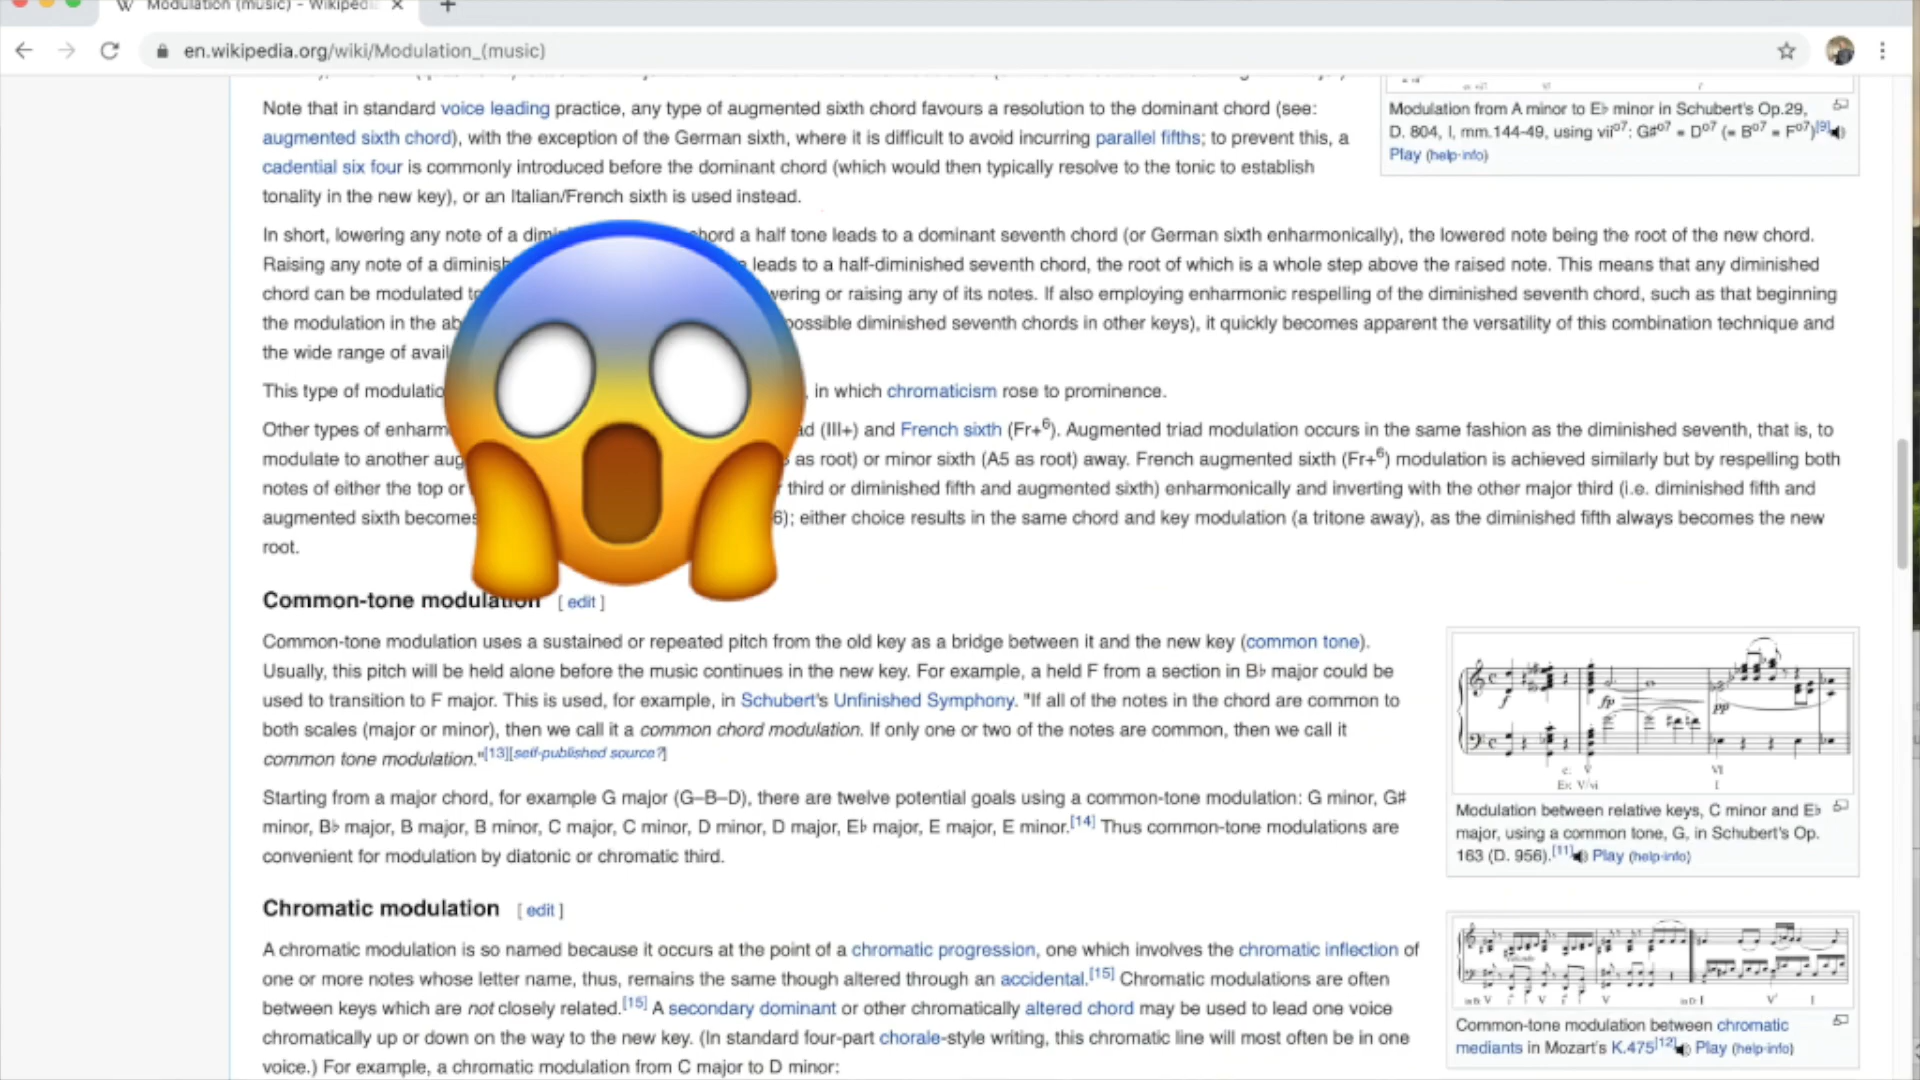 Modulation (music) - Wikipedia
en.wikipedia.org/wiki/Modulation_(music)
Note that in standard voice leading practice, any type of augmented sixth chord favours a resolution to the dominant chord (see:
augmented sixth chord), with the exception of the German sixth, where it is difficult to avoid incurring parallel fifths; to prevent this, a
cadential six four is commonly introduced before the dominant chord (which would then typically resolve to the tonic to establish
tonality in the new key), or an Italian/French sixth is used instead.
In short, lowering any note of a chord a half tone leads to a dominant seventh chord (or German sixth enharmonically), the lowered note being the root of the new chord.
Raising any note of a leads to a half-diminished seventh chord, the root of which is a whole step above the raised note. This means that any diminished
chord can be modulated or raising any of its notes. If also employing enharmonic respelling of the diminished seventh chord, such as that beginning
the modulation in the possible diminished seventh chords in other keys), it quickly becomes apparent the versatility of this combination technique and
the wide range of
This type of in which chromaticism rose to prominence.
Other types of (III+) and French sixth (Fr+6). Augmented triad modulation occurs in the same fashion as the diminished seventh, that is, to
modulate to another as root) or minor sixth (A5 as root) away. French augmented sixth (Fr+6) modulation is achieved similarly but by respelling both
notes of either the top or third or diminished fifth and augmented sixth) enharmonically and inverting with the other major third (i.e. diminished fifth and
augmented sixth becomes 6); either choice results in the same chord and key modulation (a tritone away), as the diminished fifth always becomes the new
root.
Common-tone modulation [ edit ]
Common-tone modulation uses a sustained or repeated pitch from the old key as a bridge between it and the new key (common tone).
Usually, this pitch will be held alone before the music continues in the new key. For example, a held F from a section in B♭ major could be
used to transition to F major. This is used, for example, in Schubert's Unfinished Symphony. "If all of the notes in the chord are common to
both scales (major or minor), then we call it a common chord modulation. If only one or two of the notes are common, then we call it
common tone modulation."[13][self-published source?]
Starting from a major chord, for example G major (G–B–D), there are twelve potential goals using a common-tone modulation: G minor, G♯
minor, B♭ major, B major, B minor, C major, C minor, D minor, D major, E♭ major, E major, E minor.[14] Thus common-tone modulations are
convenient for modulation by diatonic or chromatic third.
Chromatic modulation [ edit ]
A chromatic modulation is so named because it occurs at the point of a chromatic progression, one which involves the chromatic inflection of
one or more notes whose letter name, thus, remains the same though altered through an accidental.[15] Chromatic modulations are often
between keys which are not closely related.[15] A secondary dominant or other chromatically altered chord may be used to lead one voice
chromatically up or down on the way to the new key. (In standard four-part chorale-style writing, this chromatic line will most often be in one
voice.) For example, a chromatic modulation from C major to D minor:
Modulation from A minor to E♭ minor in Schubert's Op.29,
D. 804, I, mm.144-49, using vii°7: G♯°7 = D°7 (= B°7 = F°7)[9]
Play (help·info)
f fp pp
c: V VI
E♭: V/vi I
Modulation between relative keys, C minor and E♭
major, using a common tone, G, in Schubert's Op.
163 (D. 956).[11] Play (help·info)
Common-tone modulation between chromatic
mediants in Mozart's K.475[12] Play (help·info)